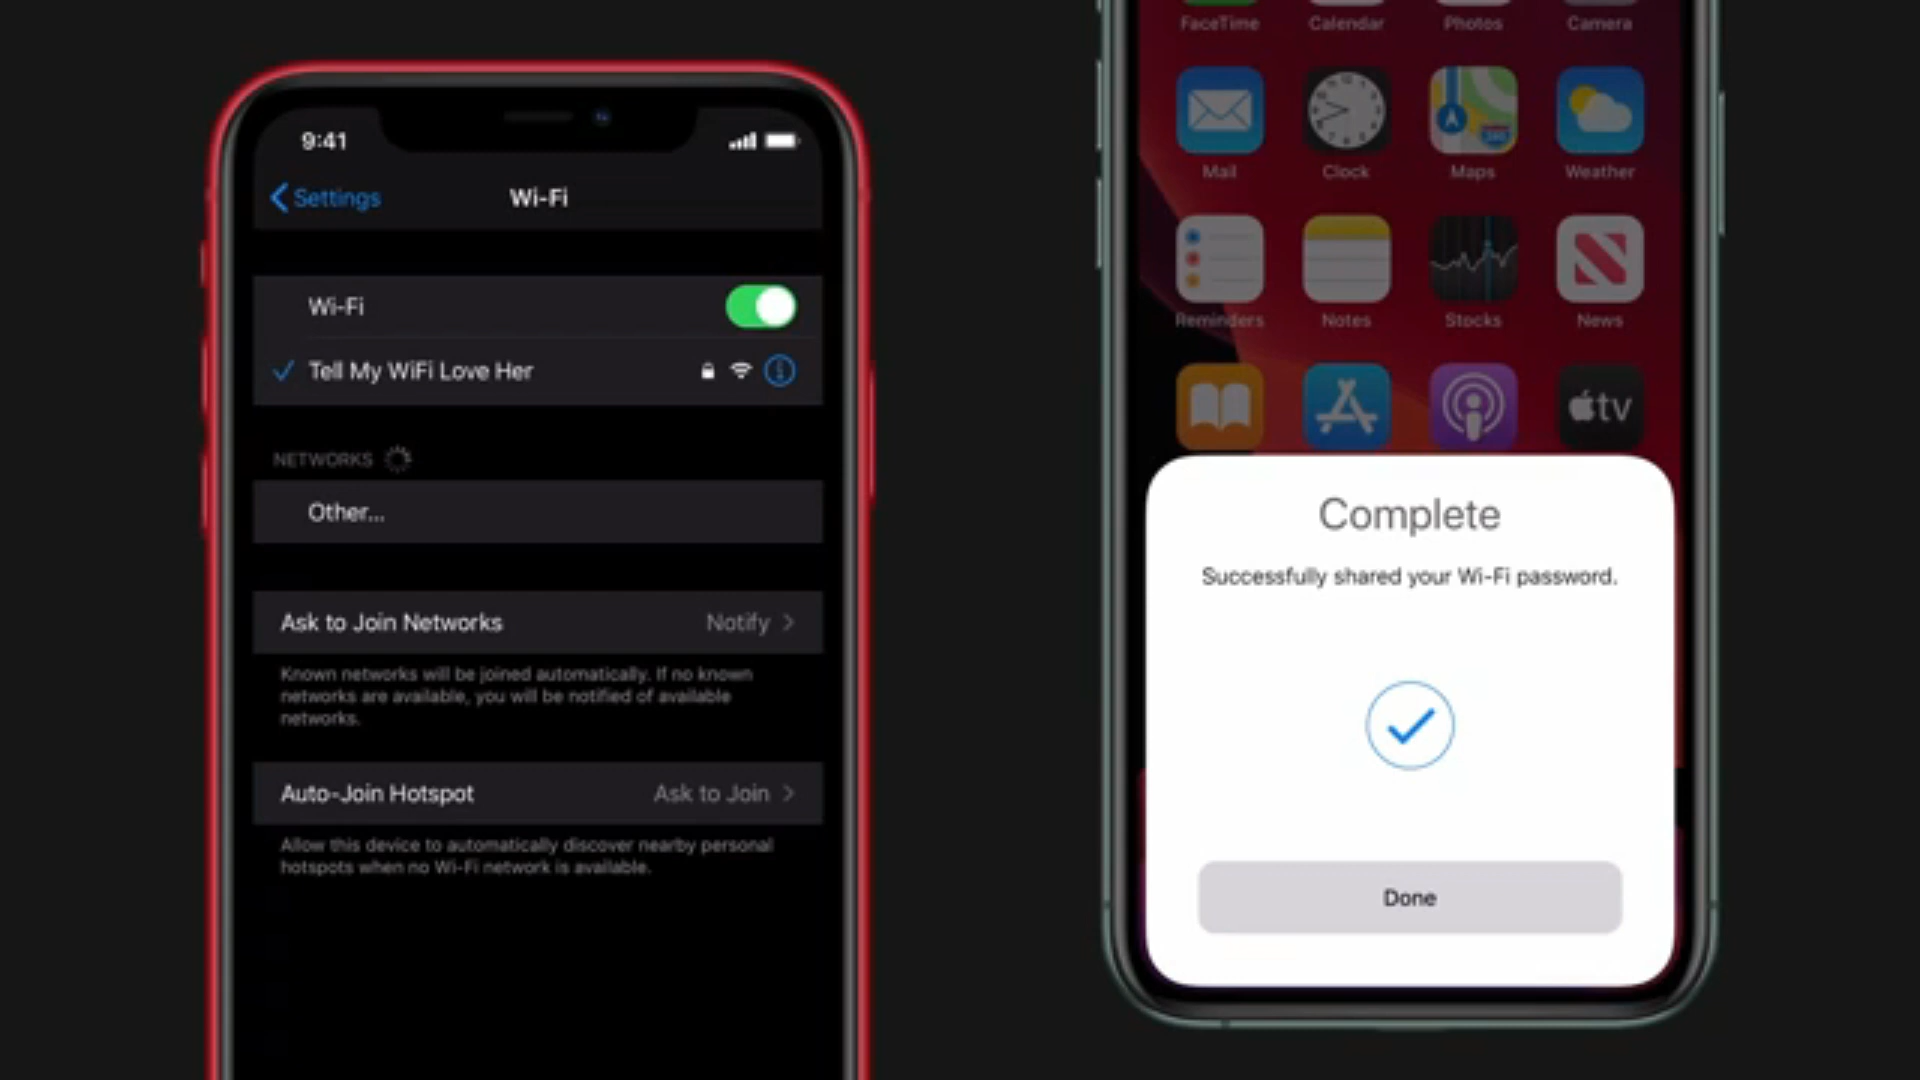 9:41
Settings
Wi-Fi
Wi-Fi
Tell My WiFi Love Her
NETWORKS
Other...
Ask to Join Networks
Notify
Known networks will be joined automatically. If no known
networks are available, you will be notified of available
networks.
Auto-Join Hotspot
Ask to Join
Allow this device to automatically discover nearby personal
hotspots when no Wi-Fi network is available.
FaceTime
Calendar
Photos
Camera
Mail
Clock
Maps
Weather
Reminders
Notes
Stocks
News
tv
Complete
Successfully shared your Wi-Fi password.
Done